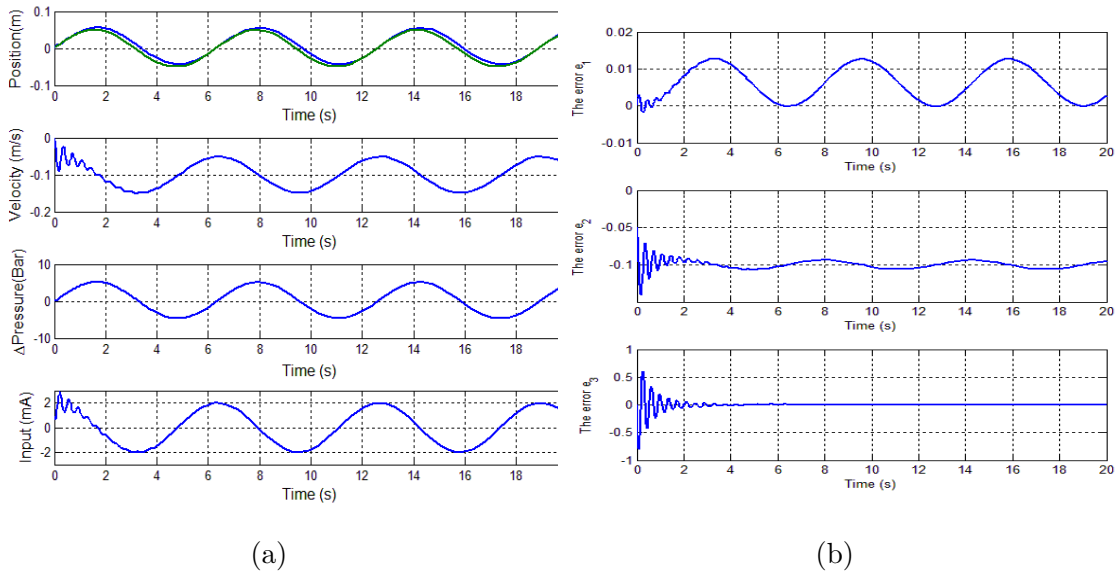 0.1
0
-0.1
Position(m)
0 2 4 6 8 10 12 14 16 18
Time (s)
0
-0.1
-0.2
Velocity (m/s)
0 2 4 6 8 10 12 14 16 18
Time (s)
10
0
-10
ΔPressure(Bar)
0 2 4 6 8 10 12 14 16 18
Time (s)
2
0
-2
Input (mA)
0 2 4 6 8 10 12 14 16 18
Time (s)
(a)
0.02
0.01
0
-0.01
The error e1
0 2 4 6 8 10 12 14 16 18 20
Time (s)
0
-0.05
-0.1
The error e2
0 2 4 6 8 10 12 14 16 18 20
Time (s)
1
0.5
0
-0.5
-1
The error e3
0 2 4 6 8 10 12 14 16 18 20
Time (s)
(b)